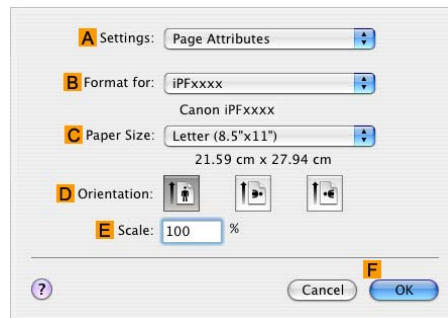 A Settings: Page Attributes
B Format for: iPFxxxx
Canon iPFxxxx
C Paper Size: Letter (8.5"x11")
21.59 cm x 27.94 cm
D Orientation:
E Scale: 100 %
F
? Cancel OK